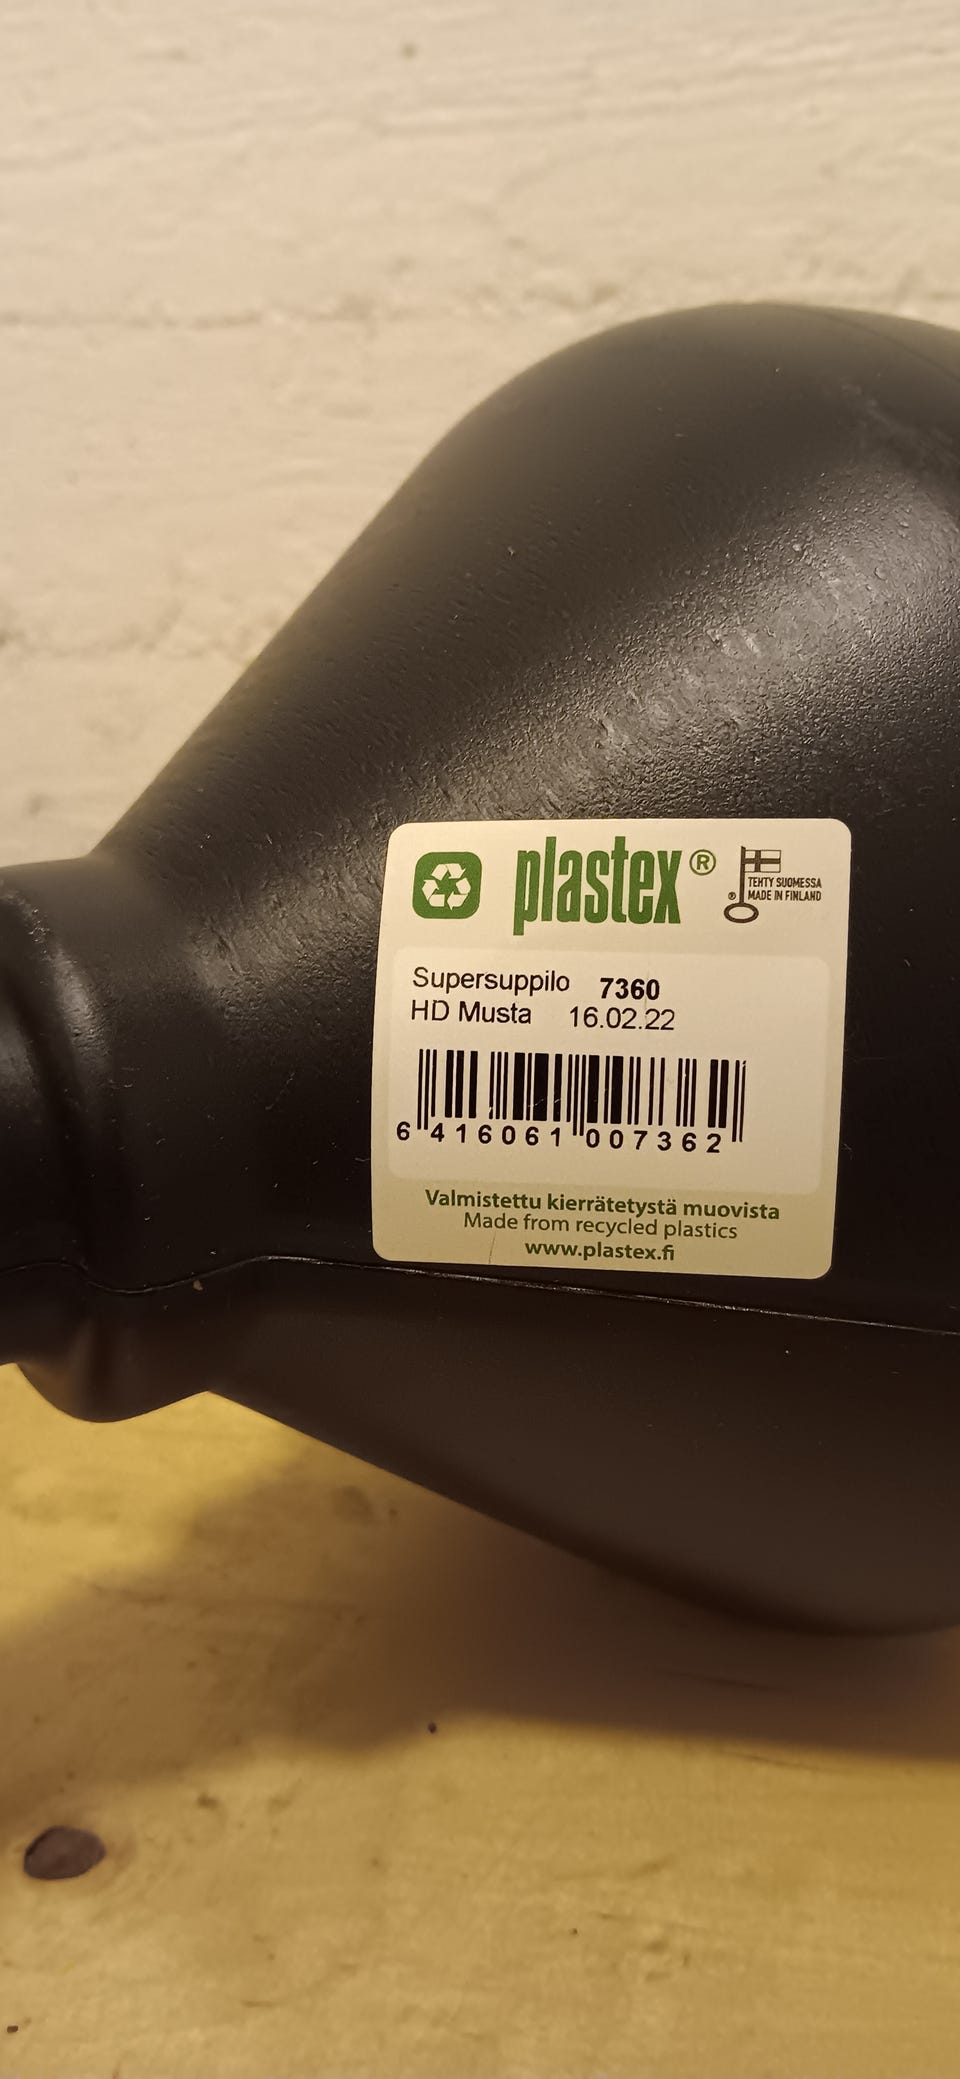 plastex®
® TEHTY SUOMESSA
MADE IN FINLAND
Supersuppilo 7360
HD Musta 16.02.22
6 416061 007362
Valmistettu kierrätetystä muovista
Made from recycled plastics
www.plastex.fi